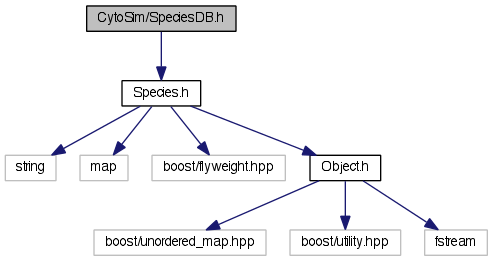 CytoSim/SpeciesDB.h
Species.h
string
map
boost/flyweight.hpp
Object.h
boost/unordered_map.hpp
boost/utility.hpp
fstream